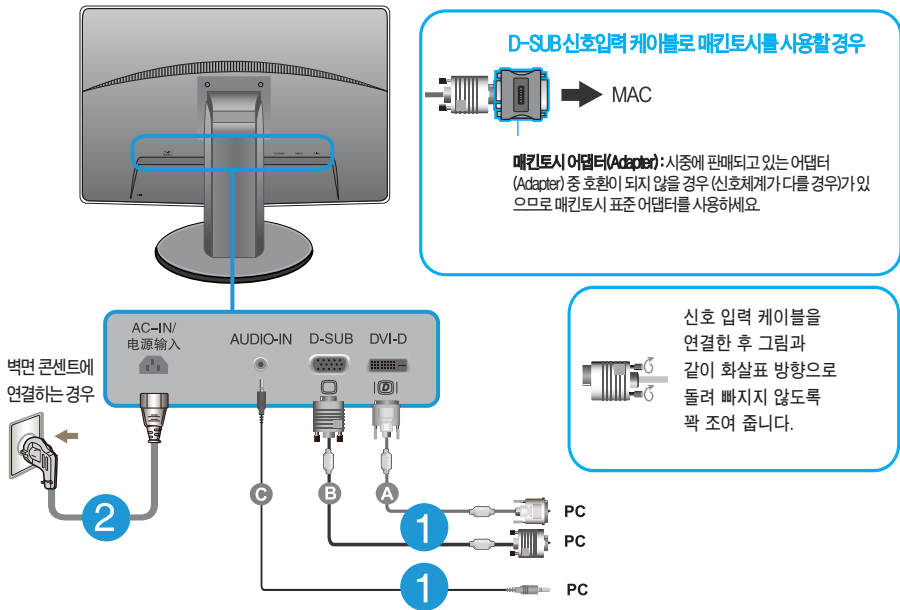 D-SUB 신호입력 케이블로 매킨토시를 사용할 경우
MAC
매킨토시 어댑터(Adapter) : 시중에 판매되고 있는 어댑터
(Adapter) 중 호환이 되지 않을 경우 (신호체계가 다를 경우)가 있
으므로 매킨토시 표준 어댑터를 사용하세요.
신호 입력 케이블을
연결한 후 그림과
같이 화살표 방향으로
돌려 빠지지 않도록
꽉 조여 줍니다.
AC-IN/
电源输入
AUDIO-IN
D-SUB
DVI-D
D
벽면 콘센트에
연결하는 경우
C
B
A
2
1
1
PC
PC
PC